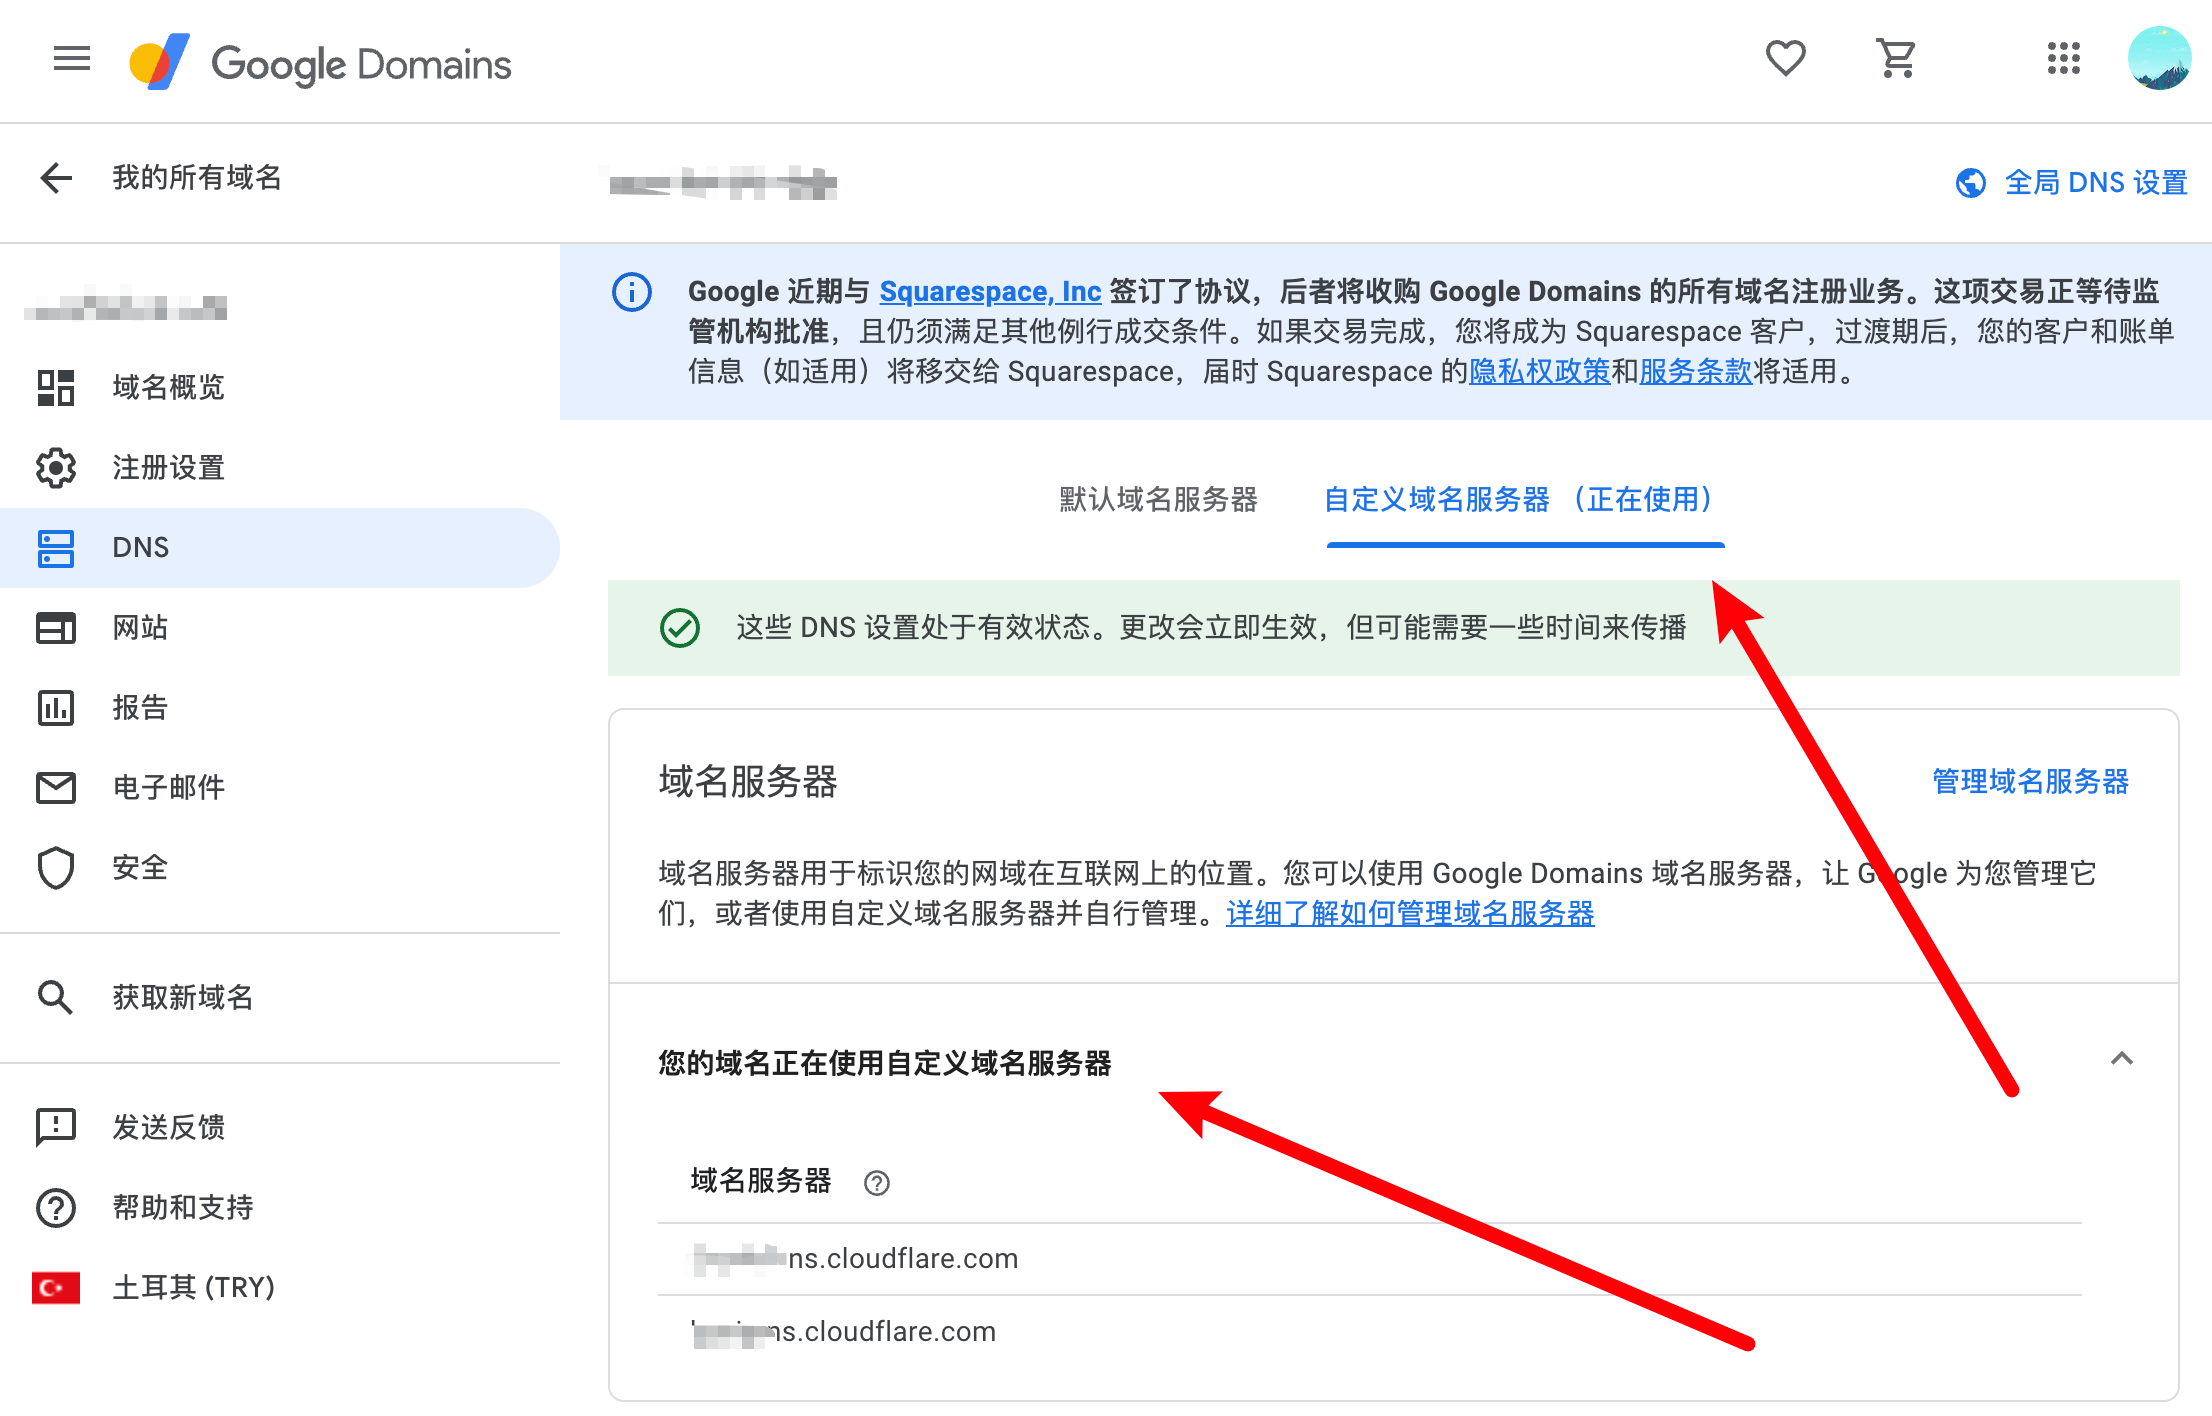 Google Domains
我的所有域名
全局 DNS 设置
域名概览
注册设置
DNS
网站
报告
电子邮件
安全
获取新域名
发送反馈
帮助和支持
土耳其 (TRY)
Google 近期与 Squarespace, Inc 签订了协议，后者将收购 Google Domains 的所有域名注册业务。这项交易正等待监
管机构批准，且仍须满足其他例行成交条件。如果交易完成，您将成为 Squarespace 客户，过渡期后，您的客户和账单
信息（如适用）将移交给 Squarespace，届时 Squarespace 的隐私权政策和服务条款将适用。
默认域名服务器
自定义域名服务器 （正在使用）
这些 DNS 设置处于有效状态。更改会立即生效，但可能需要一些时间来传播
域名服务器
管理域名服务器
域名服务器用于标识您的网域在互联网上的位置。您可以使用 Google Domains 域名服务器，让 Google 为您管理它
们，或者使用自定义域名服务器并自行管理。详细了解如何管理域名服务器
您的域名正在使用自定义域名服务器
域名服务器
ns.cloudflare.com
ns.cloudflare.com